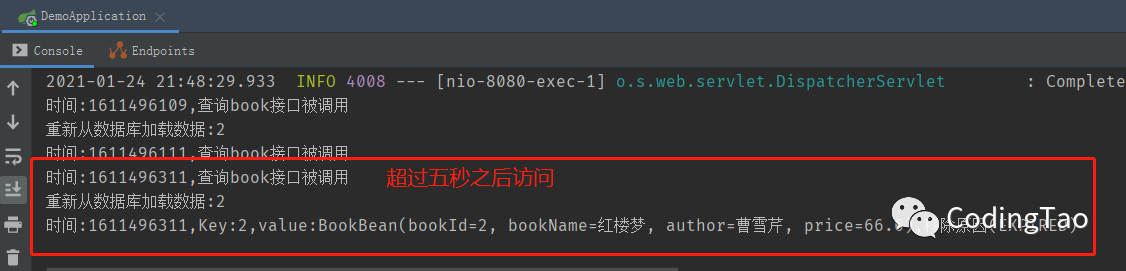 DemoApplication
Console Endpoints
2021-01-24 21:48:29.933 INFO 4008 --- [nio-8080-exec-1] o.s.web.servlet.DispatcherServlet : Complete
时间:1611496109,查询book接口被调用
重新从数据库加载数据:2
时间:1611496111,查询book接口被调用
时间:1611496311,查询book接口被调用 超过五秒之后访问
重新从数据库加载数据:2
时间:1611496311,Key:2,value:BookBean(bookId=2, bookName=红楼梦, author=曹雪芹, price=66.
CodingTao